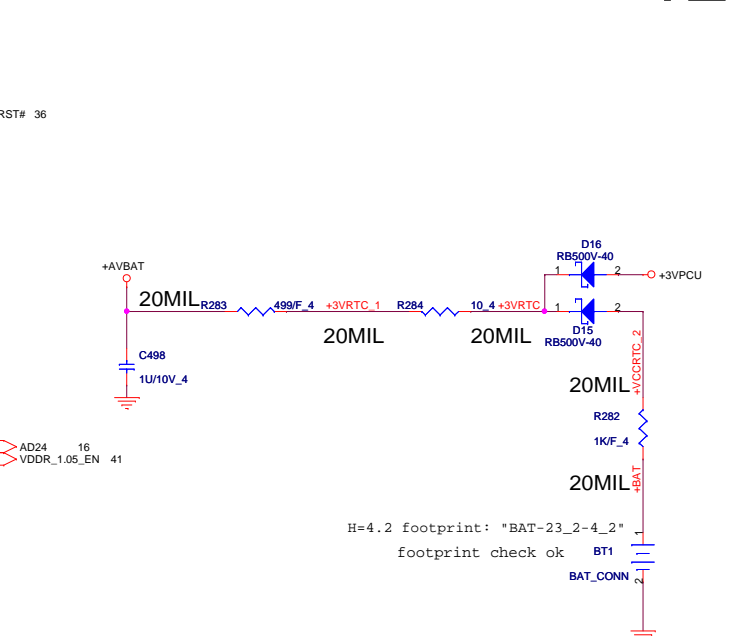 RST# 36
D16
RB500V-40
1 2 +3VPCU
+AVBAT
20MIL R283 499/F_4 +3VRTC_1 R284 10_4 +3VRTC 1 2
20MIL 20MIL D15
RB500V-40
+VCCRTC_2
C498
1U/10V_4
20MIL
R282
1K/F_4
AD24 16
VDDR_1.05_EN 41
20MIL +BAT
H=4.2 footprint: "BAT-23_2-4_2" 1
footprint check ok BT1
BAT_CONN 2